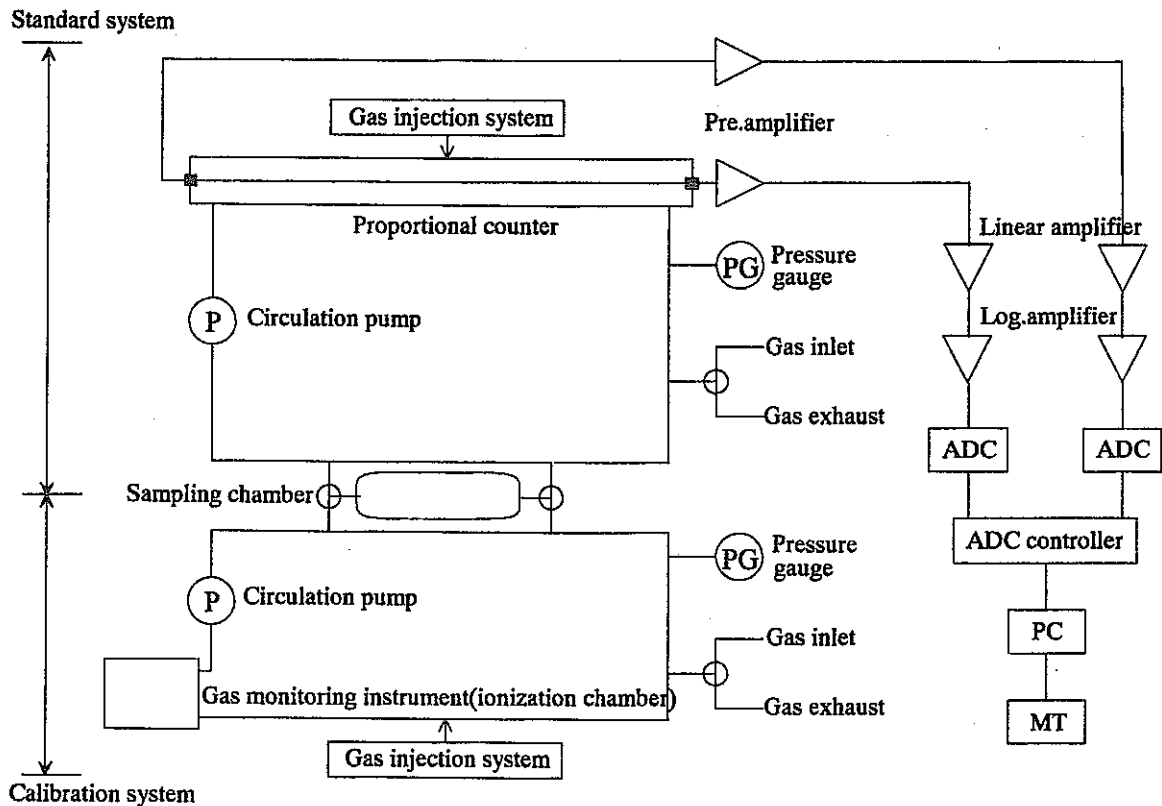 Standard system
Gas injection system
Pre.amplifier
Proportional counter
Linear amplifier
PG
Pressure
gauge
P
Circulation pump
Log.amplifier
Gas inlet
Gas exhaust
ADC
ADC
Sampling chamber
ADC controller
PG
Pressure
gauge
P
Circulation pump
PC
Gas inlet
Gas monitoring instrument(ionization chamber)
Gas exhaust
MT
Gas injection system
Calibration system